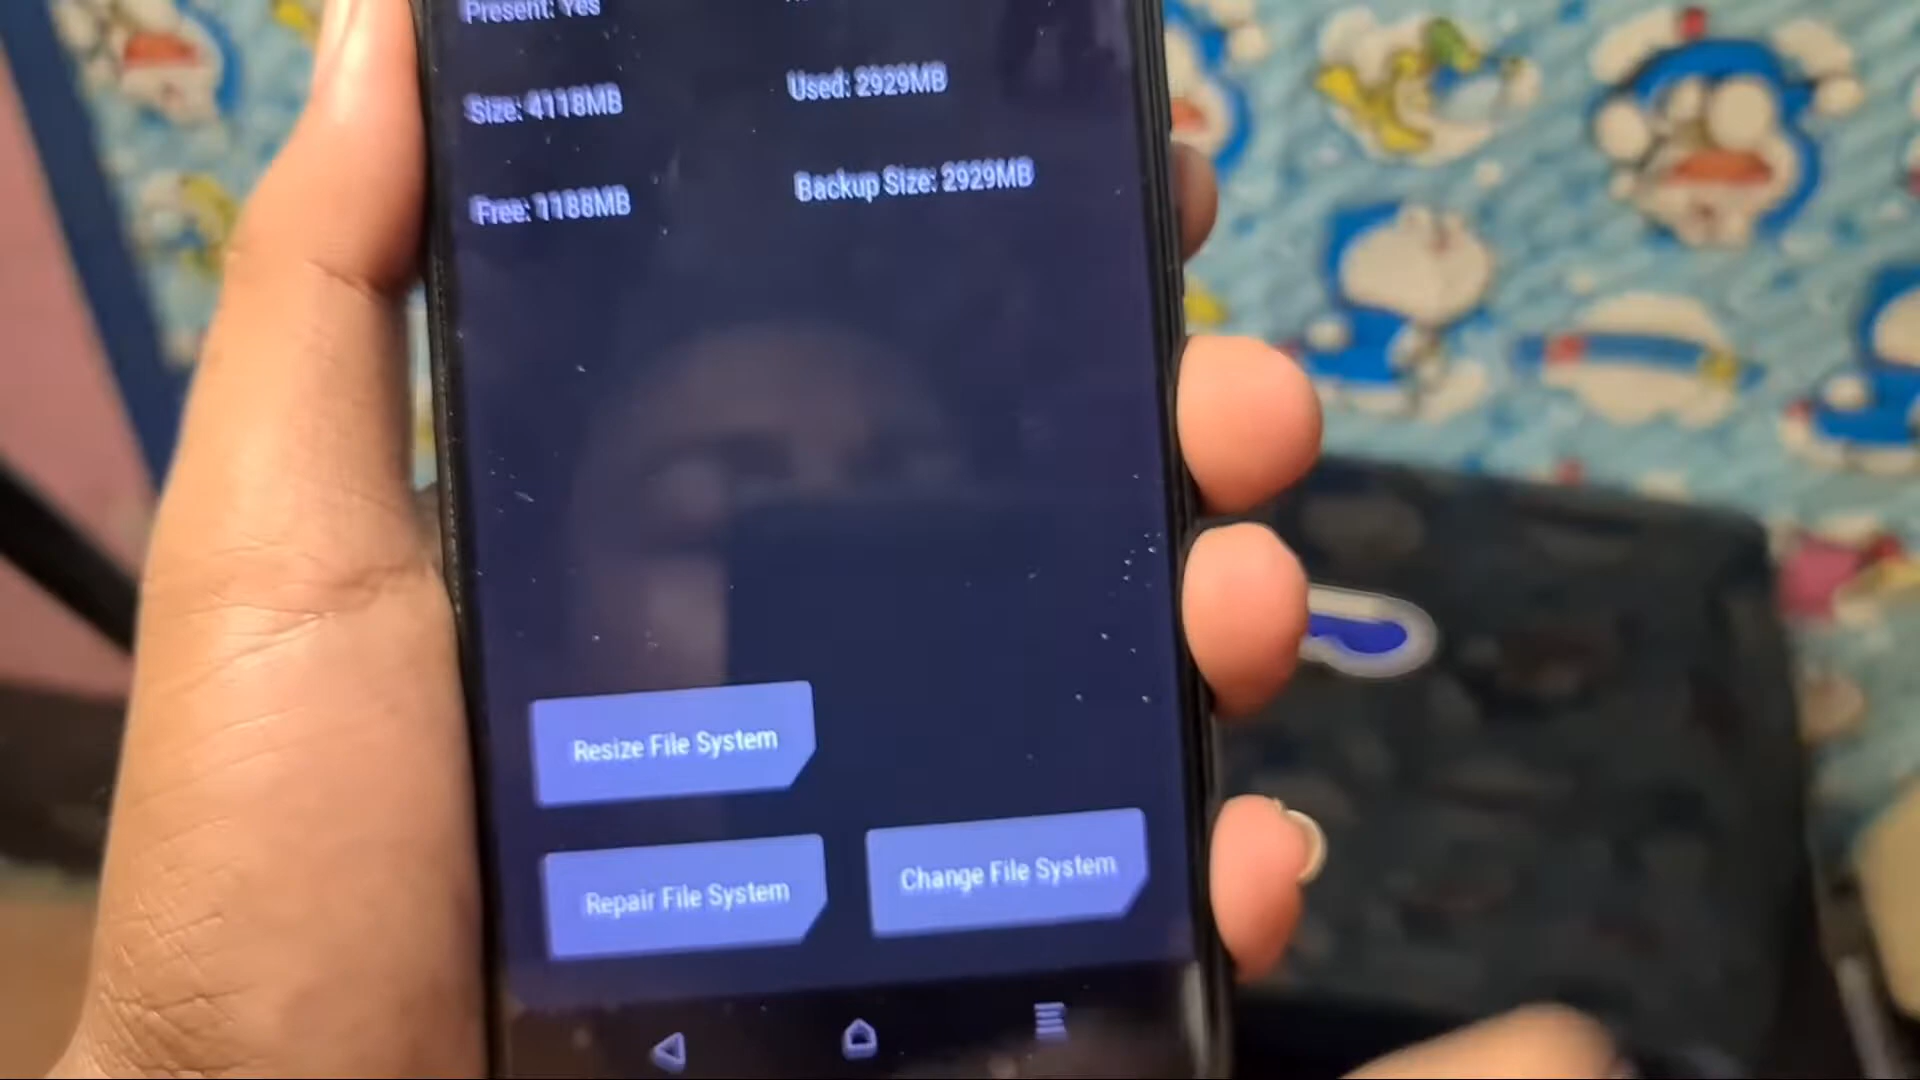 Present: Yes
Size: 4118MB
Used: 2929MB
Free: 1188MB
Backup Size: 2929MB
Resize File System
Repair File System
Change File System